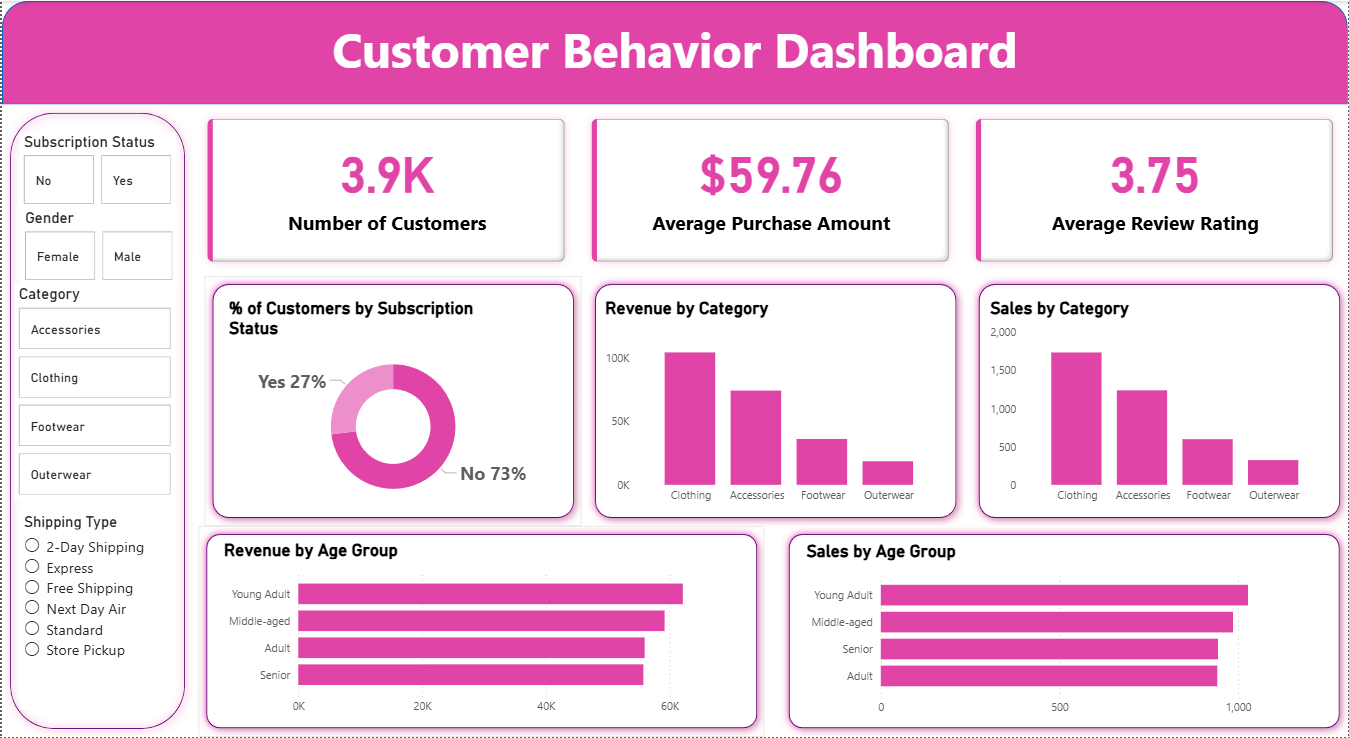 Customer Behavior Dashboard
Subscription Status
No
Yes
Gender
Female
Male
Category
Accessories
Clothing
Footwear
Outerwear
Shipping Type
2-Day Shipping
Express
Free Shipping
Next Day Air
Standard
Store Pickup
3.9K
Number of Customers
$59.76
Average Purchase Amount
3.75
Average Review Rating
% of Customers by Subscription
Status
Yes 27%
No 73%
Revenue by Category
100K
50K
0K
Clothing
Accessories
Footwear
Outerwear
Sales by Category
2,000
1,500
1,000
500
0
Clothing
Accessories
Footwear
Outerwear
Revenue by Age Group
Young Adult
Middle-aged
Adult
Senior
0K
20K
40K
60K
Sales by Age Group
Young Adult
Middle-aged
Senior
Adult
0
500
1,000